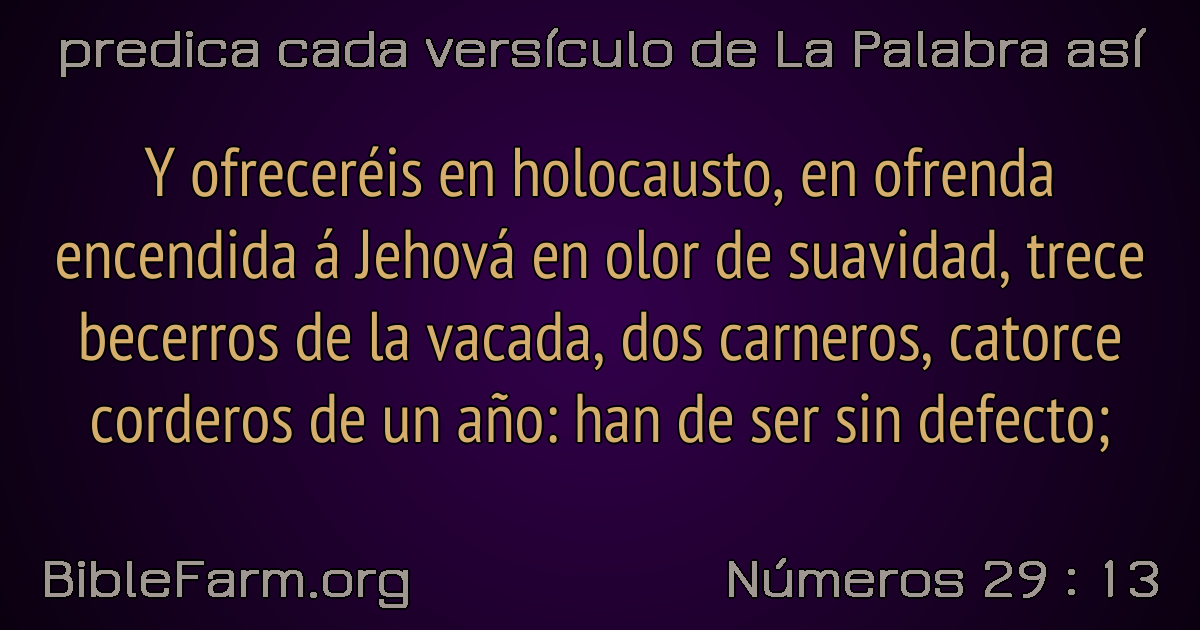 predica cada versículo de La Palabra así
Y ofreceréis en holocausto, en ofrenda
encendida á Jehová en olor de suavidad, trece
becerros de la vacada, dos carneros, catorce
corderos de un año: han de ser sin defecto;
BibleFarm.org
Números 29 : 13